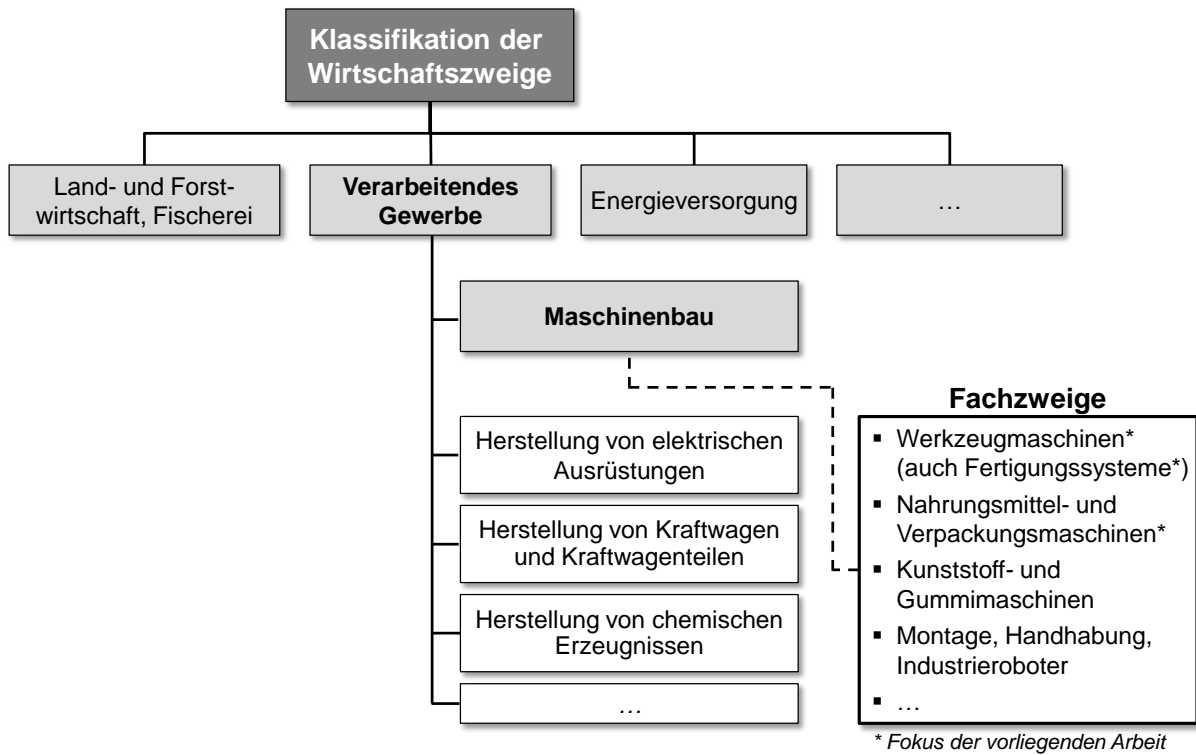 Klassifikation der
Wirtschaftszweige
Land- und Forst-
wirtschaft, Fischerei
Verarbeitendes
Gewerbe
Energieversorgung
…
Maschinenbau
Herstellung von elektrischen
Ausrüstungen
Herstellung von Kraftwagen
und Kraftwagenteilen
Herstellung von chemischen
Erzeugnissen
…
Fachzweige
▪ Werkzeugmaschinen*
(auch Fertigungssysteme*)
▪ Nahrungsmittel- und
Verpackungsmaschinen*
▪ Kunststoff- und
Gummimaschinen
▪ Montage, Handhabung,
Industrieroboter
▪ …
* Fokus der vorliegenden Arbeit